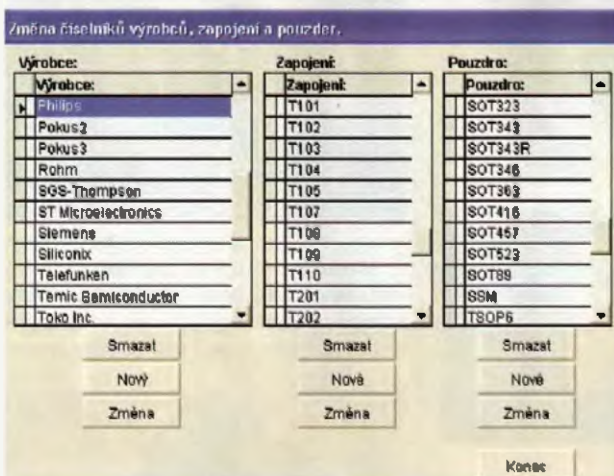 Změna číselníků výrobců, zapojení a pouzder.
Výrobce:
Výrobce:
Philips
Pokus2
Pokus3
Rohm
SGS-Thompson
ST Microelectronics
Siemens
Siliconix
Telefunken
Temic Semiconductor
Toko Inc.
Smazat
Nový
Změna
Zapojení:
Zapojení:
T101
T102
T103
T104
T105
T107
T108
T109
T110
T201
T202
Smazat
Nové
Změna
Pouzdro:
Pouzdro:
SOT323
SOT343
SOT343R
SOT346
SOT363
SOT416
SOT457
SOT523
SOT89
SSM
TSOP6
Smazat
Nové
Změna
Konec